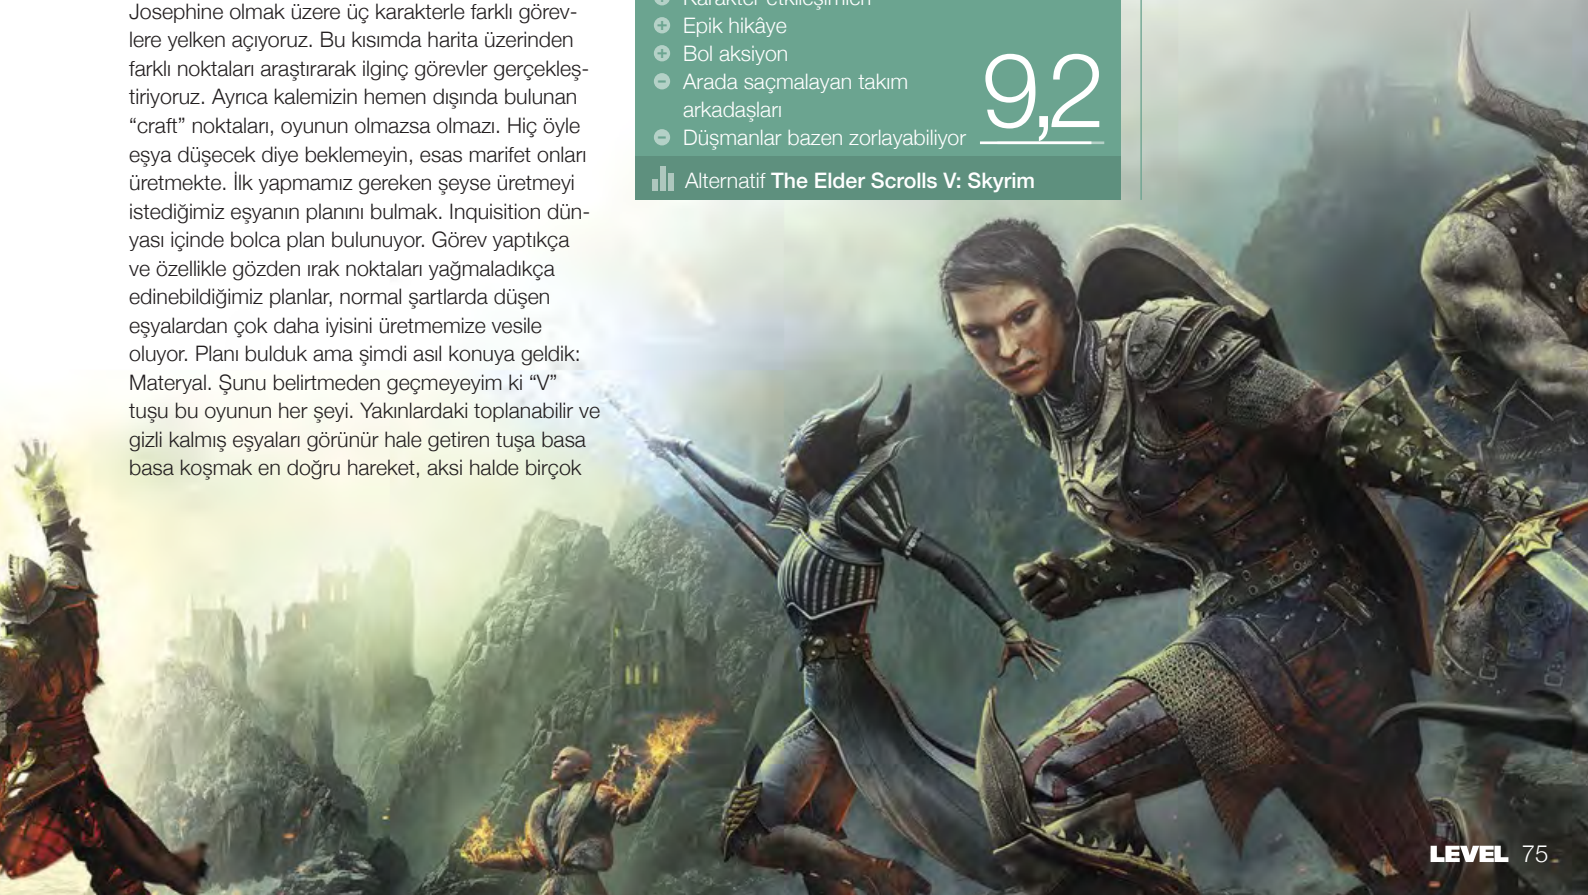 Josephine olmak üzere üç karakterle farklı görev-
lere yelken açıyoruz. Bu kısımda harita üzerinden
farklı noktaları araştırarak ilginç görevler gerçekleş-
tiriyoruz. Ayrıca kalemizin hemen dışında bulunan
“craft” noktaları, oyunun olmazsa olmazı. Hiç öyle
eşya düşecek diye beklemeyin, esas marifet onları
üretmekte. İlk yapmamız gereken şeyse üretmeyi
istediğimiz eşyanın planını bulmak. Inquisition dün-
yası içinde bolca plan bulunuyor. Görev yaptıkça
ve özellikle gözden ırak noktaları yağmaladıkça
edinebildiğimiz planlar, normal şartlarda düşen
eşyalardan çok daha iyisini üretmemize vesile
oluyor. Planı bulduk ama şimdi asıl konuya geldik:
Materyal. Şunu belirtmeden geçmeyeyim ki “V”
tuşu bu oyunun her şeyi. Yakınlardaki toplanabilir ve
gizli kalmış eşyaları görünür hale getiren tuşa basa
basa koşmak en doğru hareket, aksi halde birçok
Karakter etkileşimleri
Epik hikâye
Bol aksiyon
Arada saçmalayan takım
arkadaşları
Düşmanlar bazen zorlayabiliyor
9,2
Alternatif The Elder Scrolls V: Skyrim
LEVEL 75